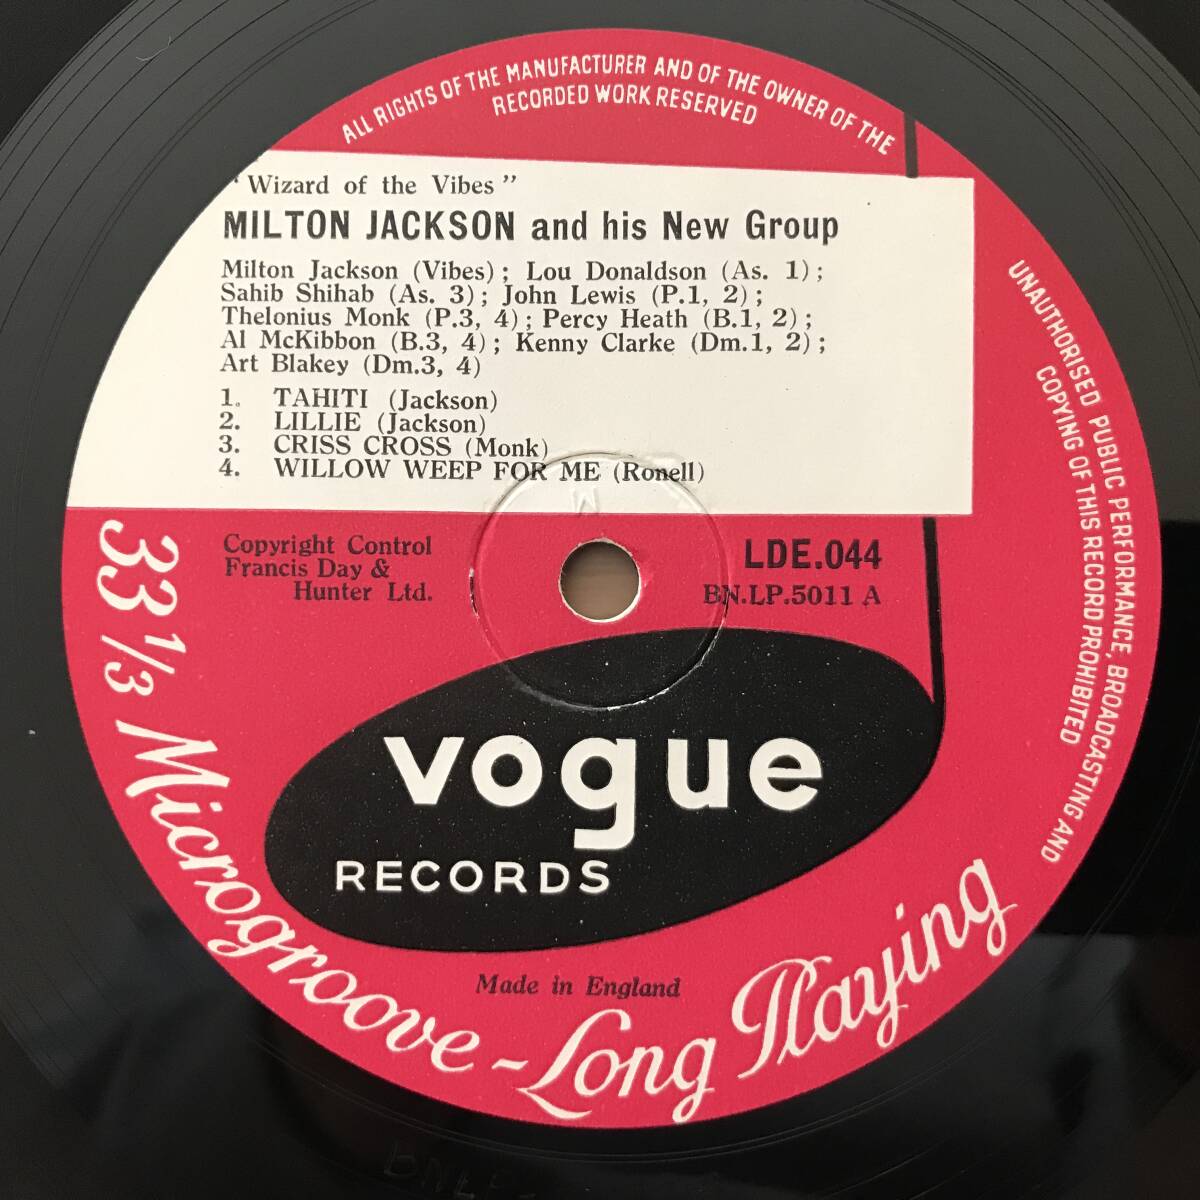 ALL RIGHTS OF THE MANUFACTURER AND OF THE OWNER OF THE
RECORDED WORK RESERVED
"Wizard of the Vibes"
MILTON JACKSON and his New Group
Milton Jackson (Vibes); Lou Donaldson (As. 1);
Sahib Shihab (As. 3); John Lewis (P.1, 2);
Thelonius Monk (P.3, 4); Percy Heath (B.1, 2);
Al McKibbon (B.3, 4); Kenny Clarke (Dm.1, 2);
Art Blakey (Dm.3, 4)
1. TAHITI (Jackson)
2. LILLIE (Jackson)
3. CRISS CROSS (Monk)
4. WILLOW WEEP FOR ME (Ronell)
UNAUTHORISED PUBLIC PERFORMANCE, BROADCASTING AND
COPYING OF THIS RECORD PROHIBITED
Copyright Control
Francis Day &
Hunter Ltd.
LDE.044
BN.LP.5011 A
vogue
RECORDS
Made in England
33 1/3 Microgroove - Long Playing